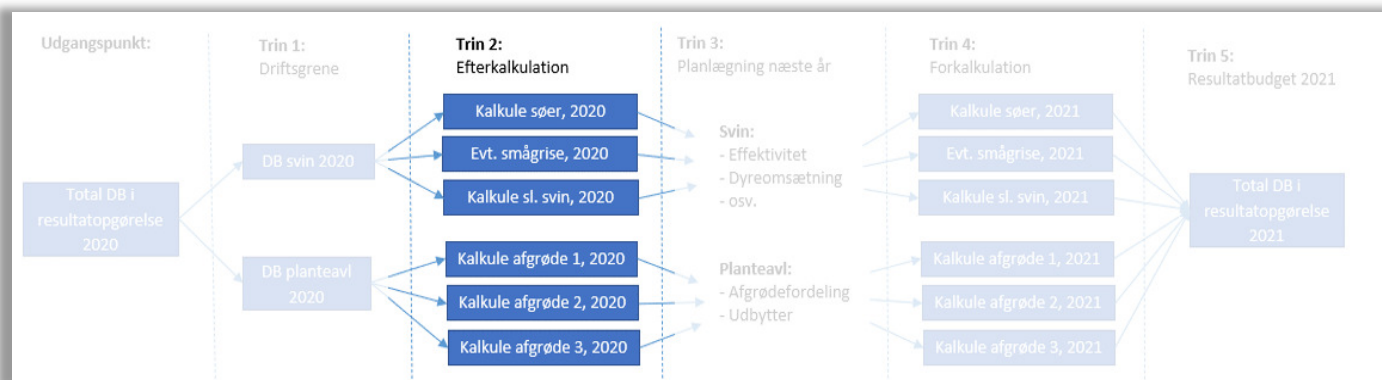 Udgangspunkt:
Total DB i
resultatopgørelse
2020
Trin 1:
Driftsgrene
DB svin 2020
DB planteavl
2020
Trin 2:
Efterkalkulation
Kalkule søer, 2020
Evt. smågrise, 2020
Kalkule sl. svin, 2020
Kalkule afgrøde 1, 2020
Kalkule afgrøde 2, 2020
Kalkule afgrøde 3, 2020
Trin 3:
Planlægning næste år
Svin:
- Effektivitet
- Dyreomsætning
- osv.
Planteavl:
- Afgrødefordeling
- Udbytter
Trin 4:
Forkalkulation
Kalkule søer, 2021
Evt. smågrise, 2021
Kalkule sl. svin, 2021
Kalkule afgrøde 1, 2021
Kalkule afgrøde 2, 2021
Kalkule afgrøde 3, 2021
Trin 5:
Resultatbudget 2021
Total DB i
resultatopgørelse
2021